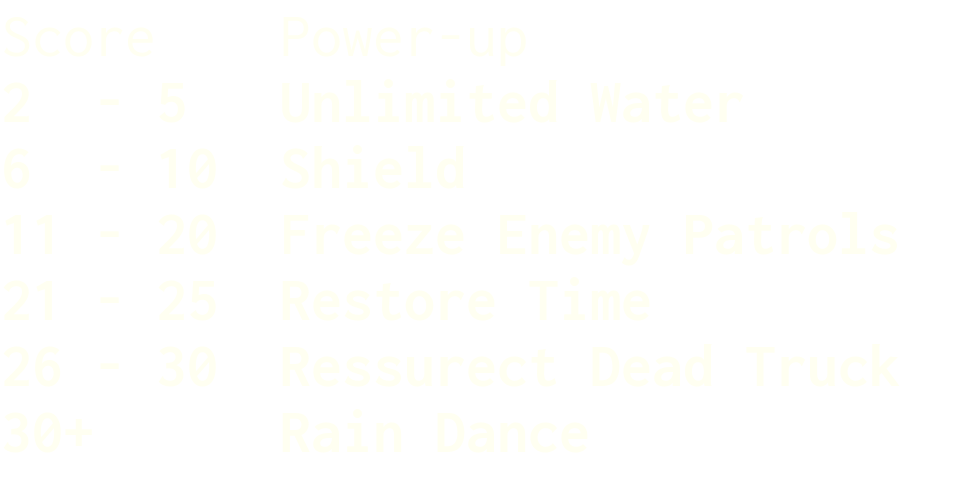 Score    Power-up
2  - 5   Unlimited Water
6  - 10  Shield
11 - 20  Freeze Enemy Patrols
21 - 25  Restore Time
26 - 30  Ressurect Dead Truck
30+      Rain Dance